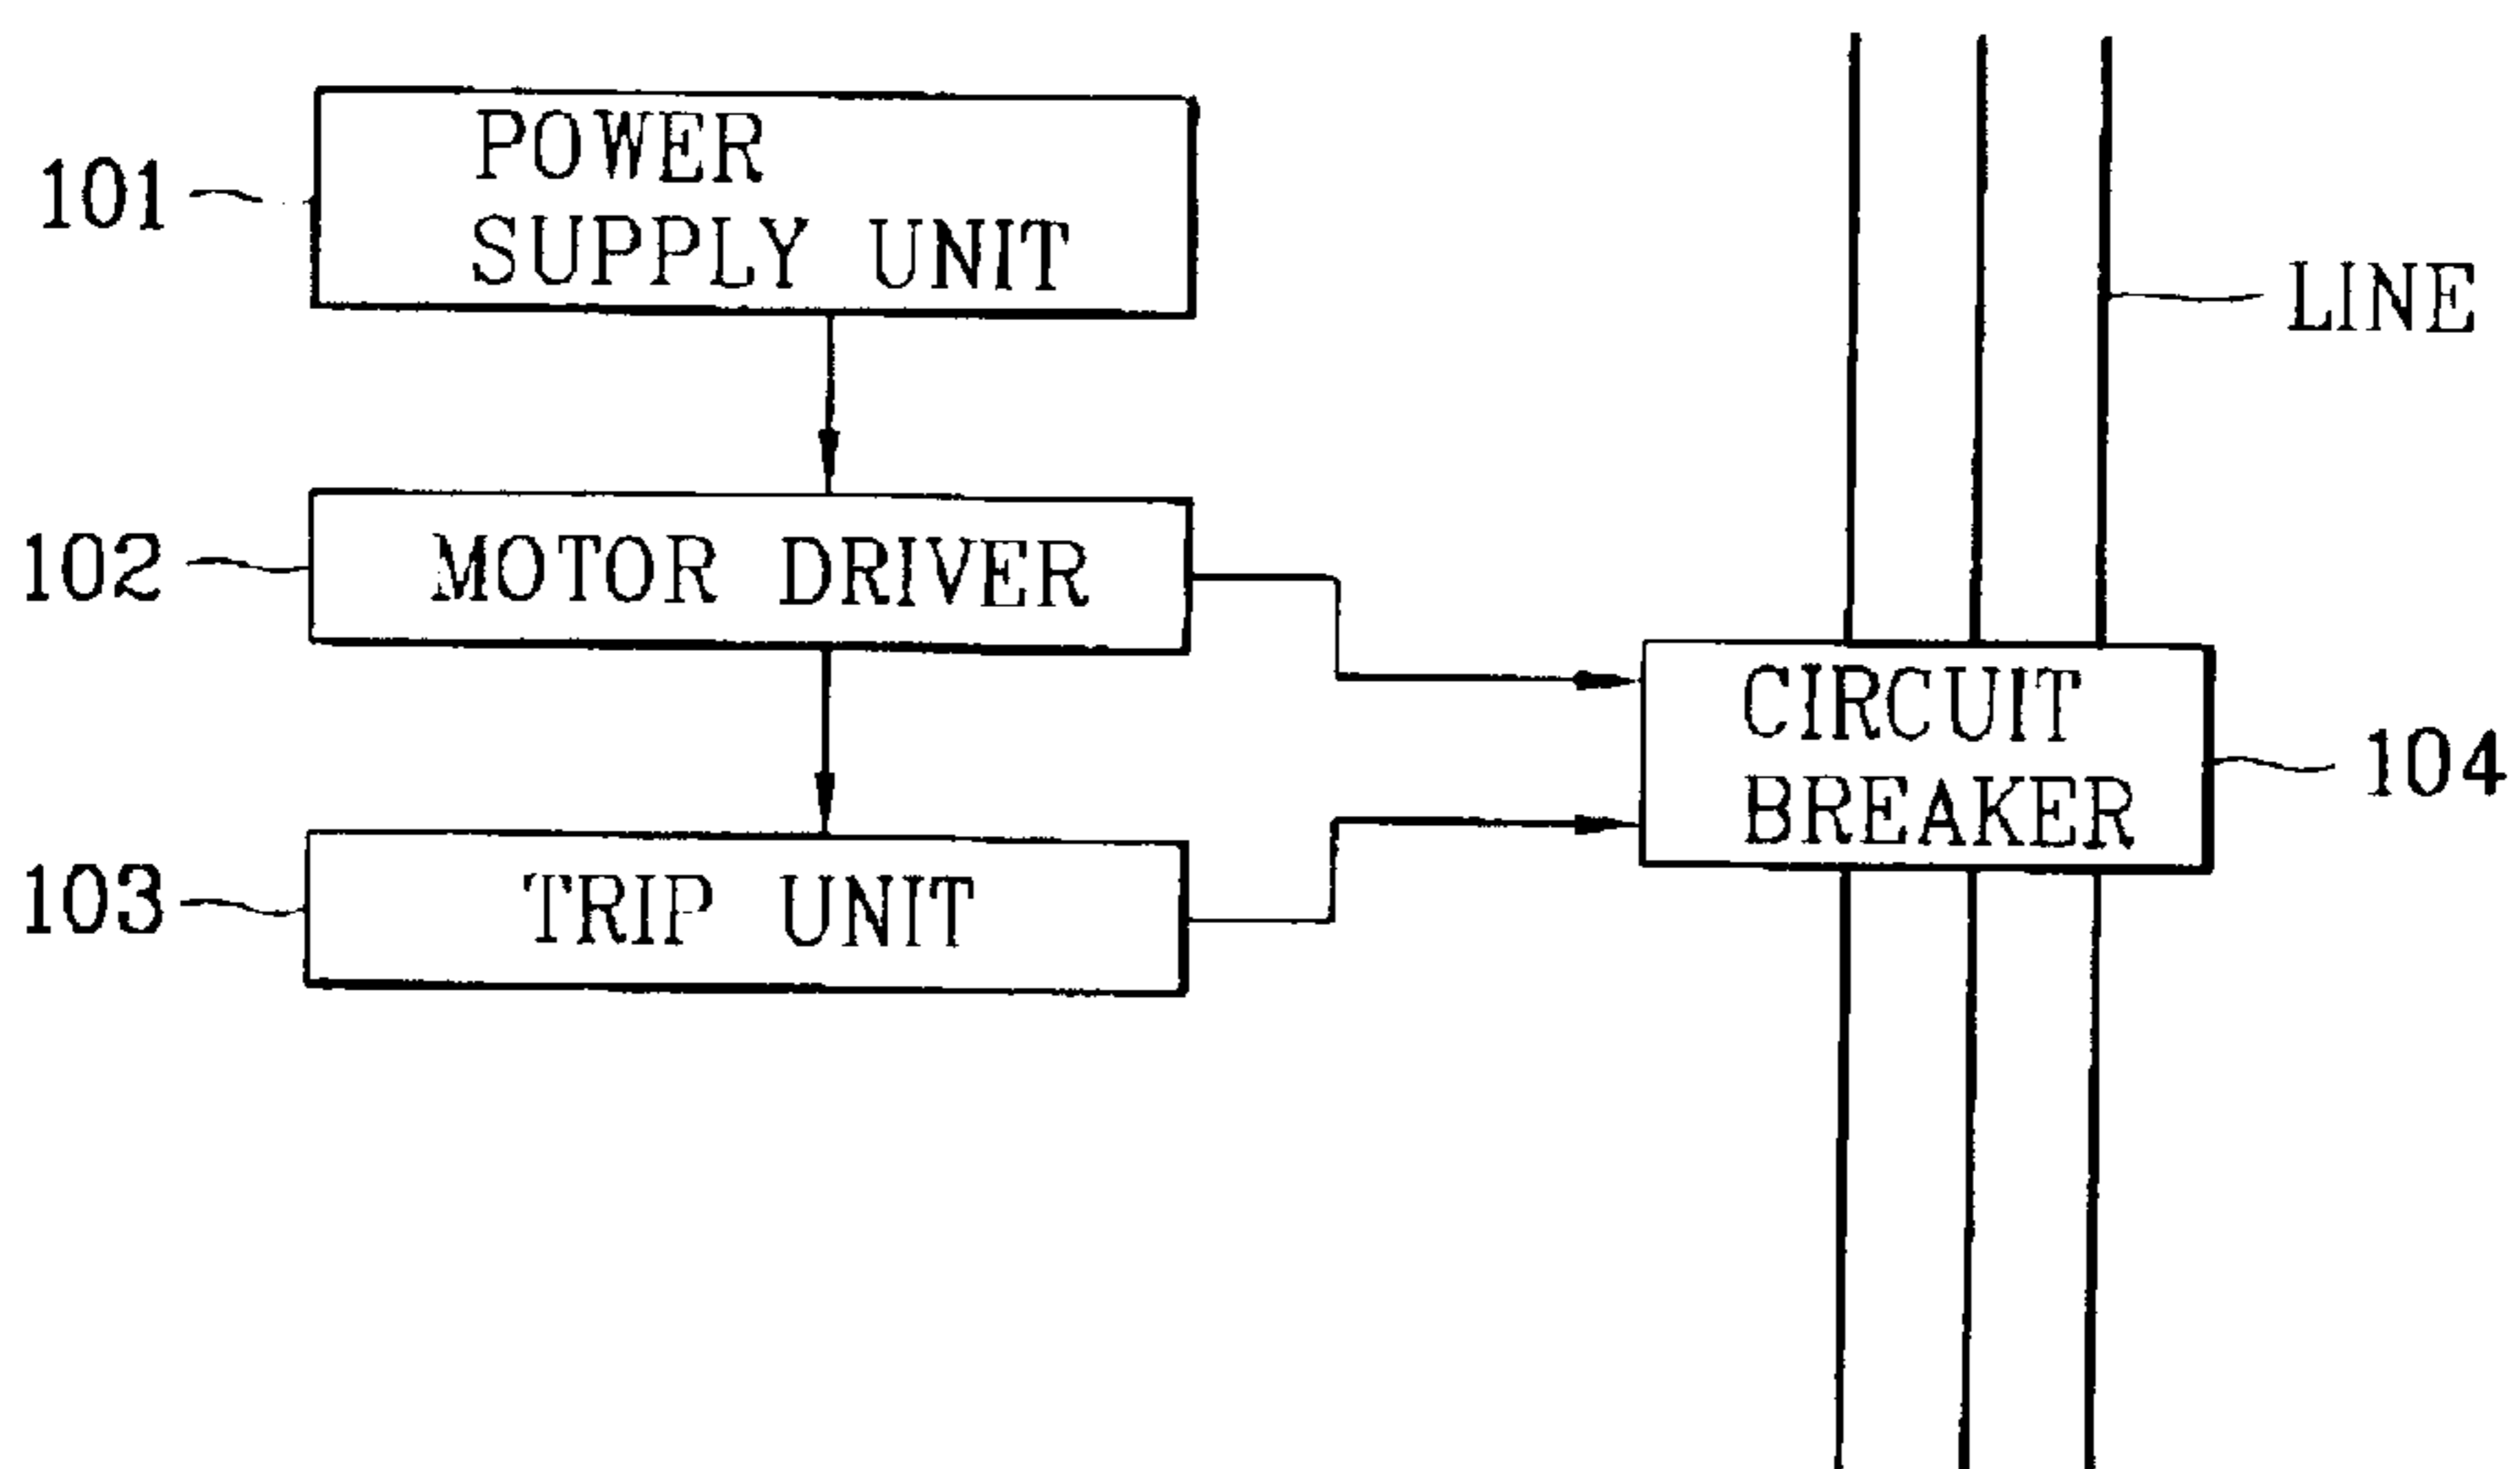 101
POWER
SUPPLY UNIT
LINE
102
MOTOR DRIVER
CIRCUIT
BREAKER
104
103
TRIP UNIT